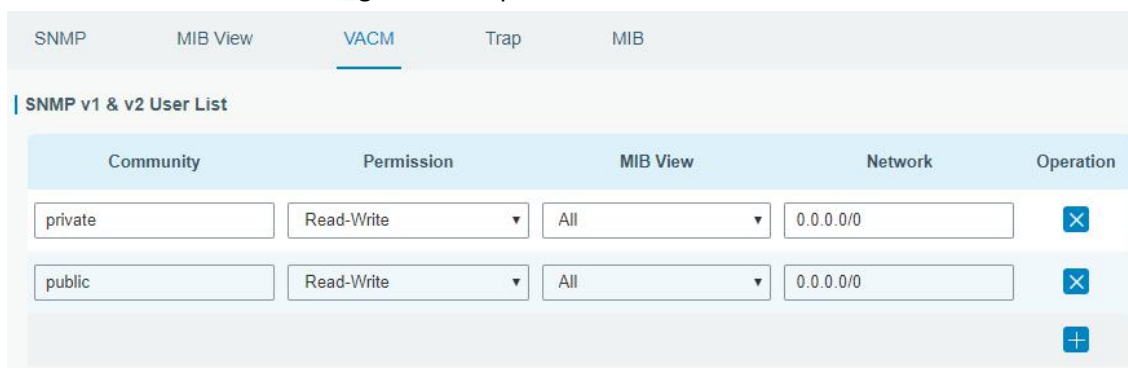 SNMP MIB View VACM Trap MIB
SNMP v1 & v2 User List
Community Permission MIB View Network Operation
private Read-Write All 0.0.0.0/0
public Read-Write All 0.0.0.0/0